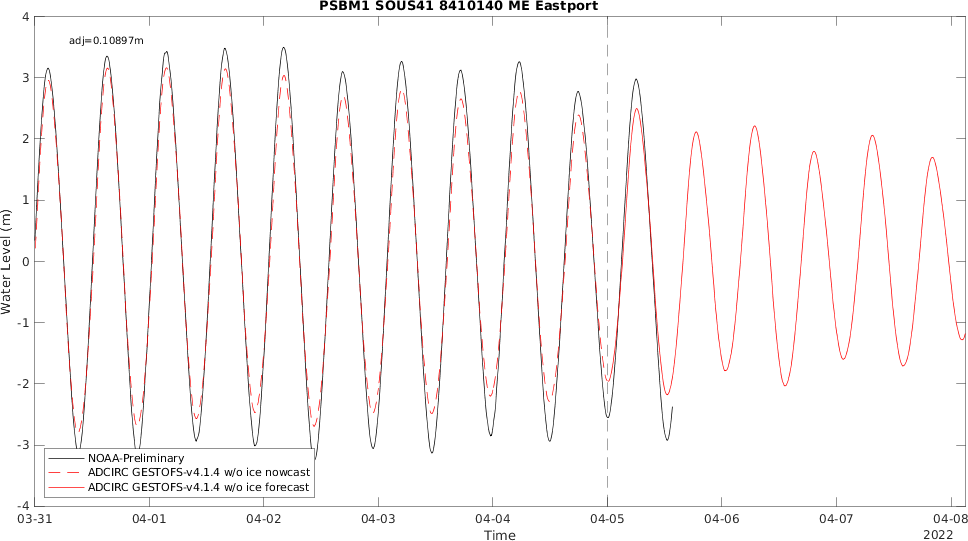 PSBM1 SOUS41 8410140 ME Eastport
adj=0.10897m
4
3
2
1
0
-1
-2
-3
-4
Water Level (m)
NOAA-Preliminary
ADCIRC GESTOFS-v4.1.4 w/o ice nowcast
ADCIRC GESTOFS-v4.1.4 w/o ice forecast
03-31 04-01 04-02 04-03 04-04 04-05 04-06 04-07 04-08
Time
2022